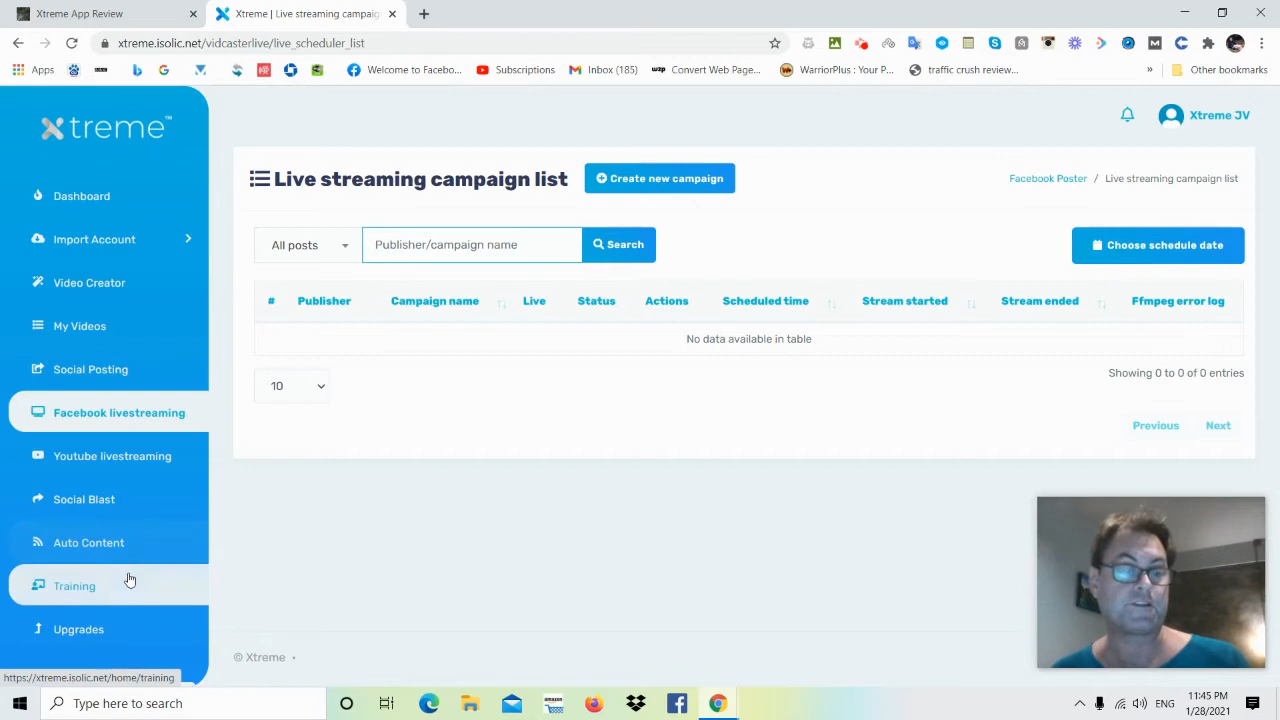 Xtreme App Review
Xtreme | Live streaming campaig
xtreme.isolic.net/vidcasterlive/live_scheduler_list
Apps
Welcome to Facebo...
Subscriptions
Inbox (185)
Convert Web Page...
WarriorPlus : Your P...
traffic crush review...
»
Other bookmarks
Xtreme™
Xtreme JV
Dashboard
Import Account
Video Creator
My Videos
Social Posting
Facebook livestreaming
Youtube livestreaming
Social Blast
Auto Content
Training
Upgrades
Live streaming campaign list
Create new campaign
Facebook Poster / Live streaming campaign list
All posts
Publisher/campaign name
Search
Choose schedule date
# Publisher Campaign name Live Status Actions Scheduled time Stream started Stream ended Ffmpeg error log
No data available in table
10
Showing 0 to 0 of 0 entries
Previous Next
© Xtreme •
https://xtreme.isolic.net/home/training
Type here to search
amazon
ENG
11:45 PM
1/28/2021